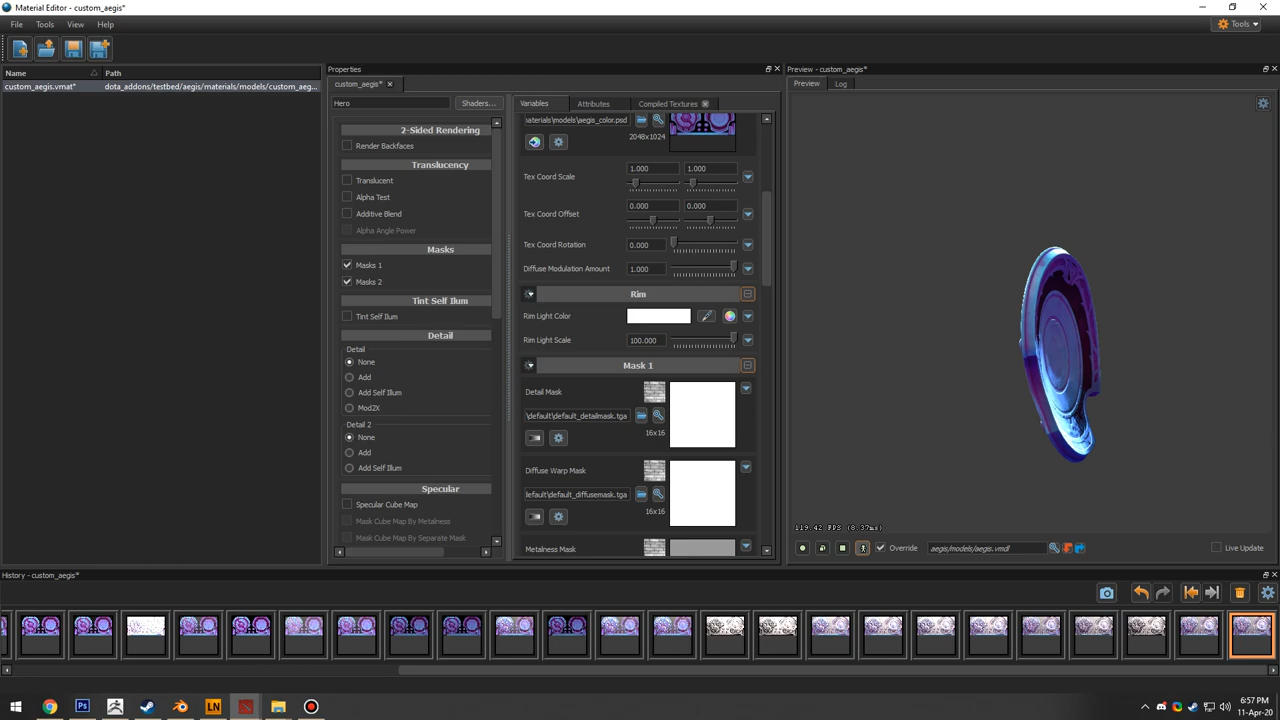 Material Editor - custom_aegis*
File Tools View Help
Tools
Name Path
custom_aegis.vmat* dota_addons/testbed/aegis/materials/models/custom_aeg...
Properties
custom_aegis*
Hero Shaders...
2-Sided Rendering
Render Backfaces
Translucency
Translucent
Alpha Test
Additive Blend
Alpha Angle Power
Masks
Masks 1
Masks 2
Tint Self Ilum
Tint Self Ilum
Detail
Detail
None
Add
Add Self Illum
Mod2X
Detail 2
None
Add
Add Self Illum
Specular
Specular Cube Map
Mask Cube Map By Metalness
Mask Cube Map By Separate Mask
Variables Attributes Compiled Textures
aterials\models\aegis_color.psd
2048x1024
Tex Coord Scale 1.000 1.000
Tex Coord Offset 0.000 0.000
Tex Coord Rotation 0.000
Diffuse Modulation Amount 1.000
Rim
Rim Light Color
Rim Light Scale 100.000
Mask 1
Detail Mask
\default\default_detailmask.tga
16x16
Diffuse Warp Mask
lefault\default_diffusemask.tga
16x16
Metalness Mask
Preview - custom_aegis*
Preview Log
119.42 FPS (8.37ms)
Override aegis/models/aegis.vmdl Live Update
History - custom_aegis*
Ps LN
6:57 PM
11-Apr-20